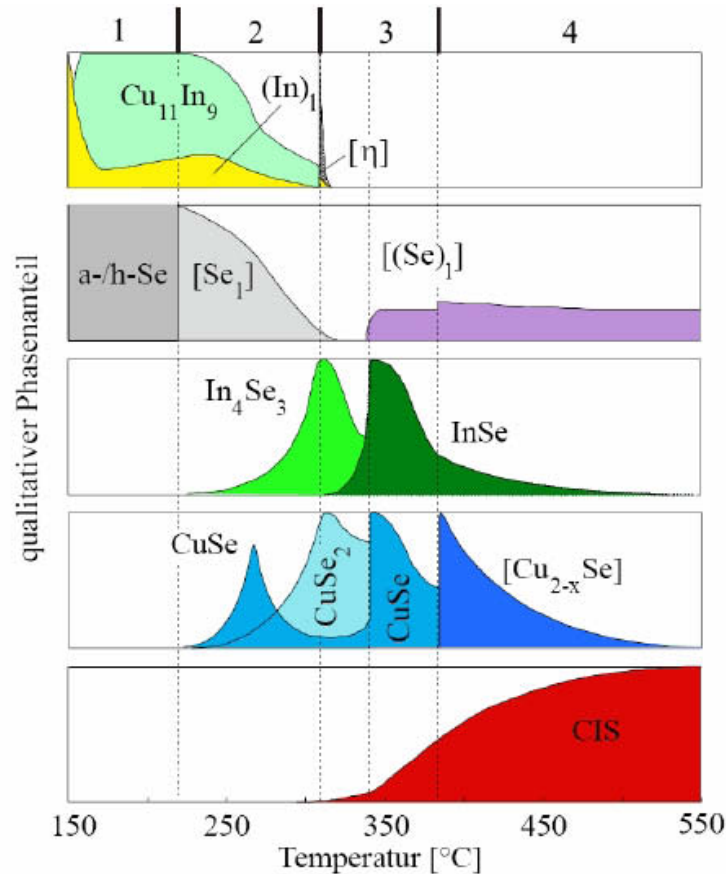 1 2 3 4
Cu₁₁In₉
(In)₁
[η]
a-/h-Se
[Se₁]
[(Se)₁]
In₄Se₃
InSe
CuSe
CuSe₂
CuSe
[Cu₂₋ₓSe]
CIS
qualitativer Phasenanteil
150 250 350 450 550
Temperatur [°C]